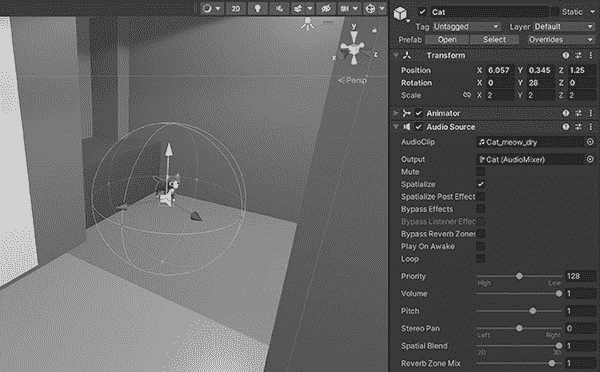 2D
y
x
z
Persp
Cat
Static
Tag Untagged Layer Default
Prefab Open Select Overrides
Transform
Position X 6.057 Y 0.345 Z 1.25
Rotation X 0 Y 28 Z 0
Scale X 2 Y 2 Z 2
Animator
Audio Source
AudioClip Cat_meow_dry
Output Cat (AudioMixer)
Mute
Spatialize
Spatialize Post Effect
Bypass Effects
Bypass Listener Effec
Bypass Reverb Zones
Play On Awake
Loop
Priority 128
High Low
Volume 1
Pitch 1
Stereo Pan 0
Left Right
Spatial Blend 1
2D 3D
Reverb Zone Mix 1